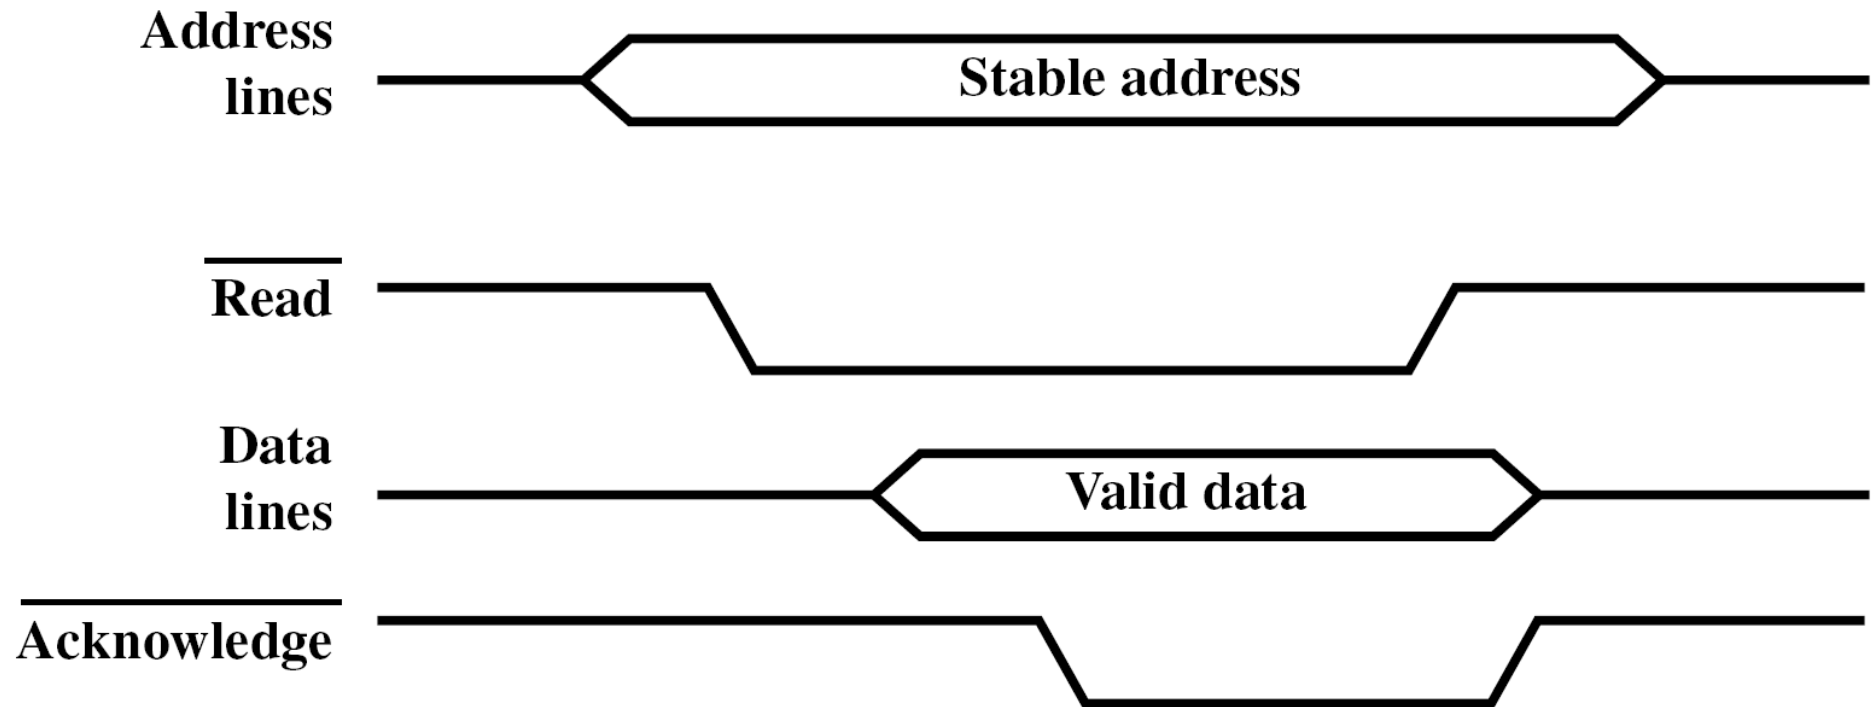 Address
lines
Stable address
Read
Data
lines
Valid data
Acknowledge